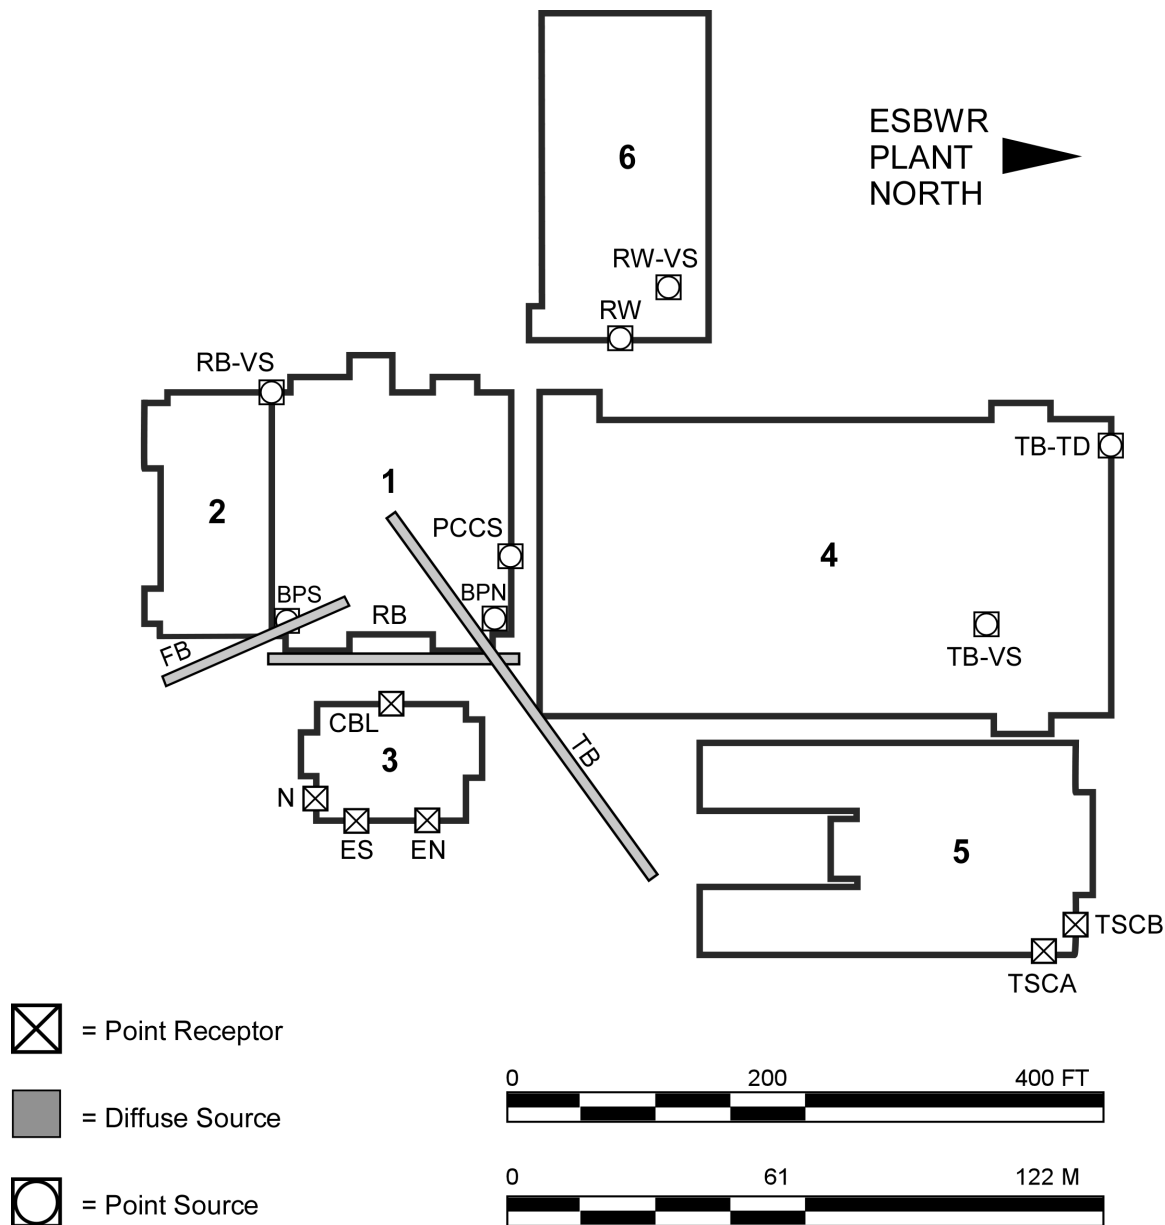 6
ESBWR
PLANT
NORTH
RW-VS
RW
RB-VS
TB-TD
1
2
PCCS
4
BPS
BPN
RB
FB
TB-VS
CBL
TB
3
N
ES
EN
5
TSCB
TSCA
= Point Receptor
= Diffuse Source
= Point Source
0 200 400 FT
0 61 122 M